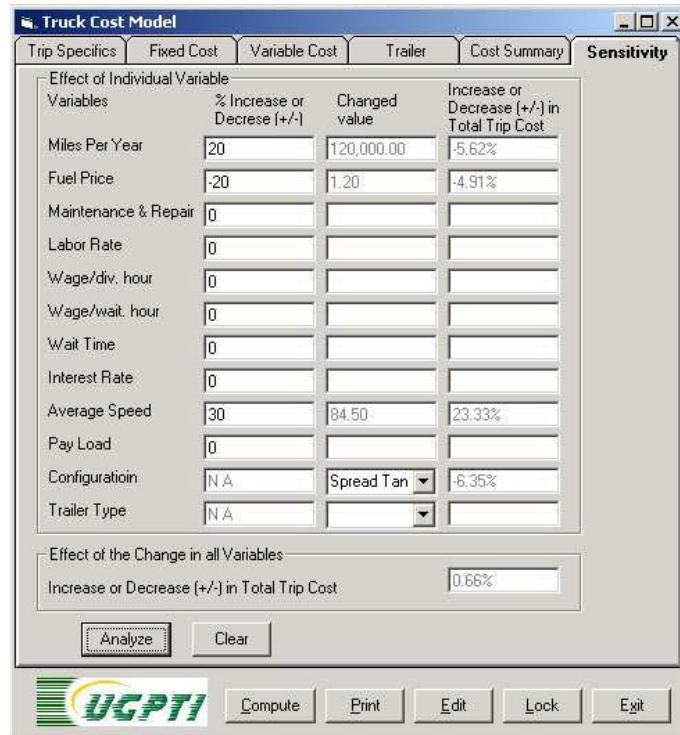 Truck Cost Model
Trip Specifics Fixed Cost Variable Cost Trailer Cost Summary Sensitivity
Effect of Individual Variable
Variables % Increase or Decrese (+/-) Changed value Increase or Decrease (+/-) in Total Trip Cost
Miles Per Year 20 120,000.00 -5.62%
Fuel Price -20 1.20 -4.91%
Maintenance & Repair 0
Labor Rate 0
Wage/div. hour 0
Wage/wait. hour 0
Wait Time 0
Interest Rate 0
Average Speed 30 84.50 23.33%
Pay Load 0
Configuratioin N A Spread Tan -6.35%
Trailer Type N A
Effect of the Change in all Variables
Increase or Decrease (+/-) in Total Trip Cost 0.66%
Analyze Clear
UGPTI Compute Print Edit Lock Exit